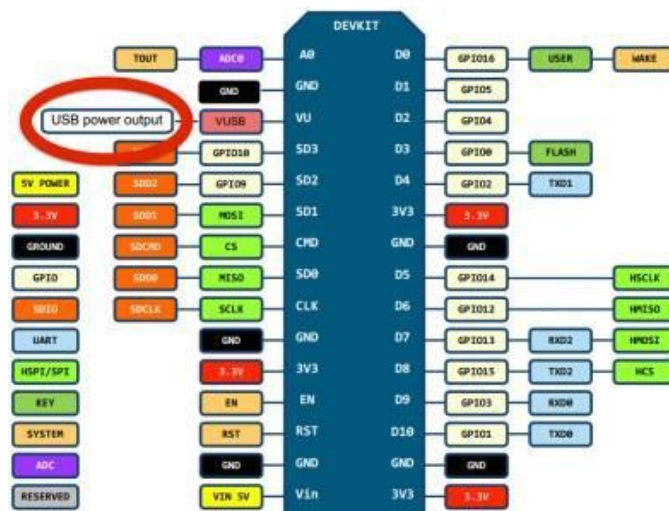 DEVKIT
TOUT ADC0 A0 D0 GPIO16 USER WAKE
GND GND D1 GPIO5
USB power output VUSB VU D2 GPIO4
GPIO10 SD3 D3 GPIO0 FLASH
5V POWER SDD2 GPIO9 SD2 D4 GPIO2 TXD1
3.3V SDD1 MOSI SD1 3V3 3.3V
GROUND SDCMD CS CMD GND GND
GPIO SDD0 MISO SD0 D5 GPIO14 HSCLK
SDIO SDCLK SCLK CLK D6 GPIO12 HMISO
UART GND GND D7 GPIO13 RXD2 HMOSI
HSPI/SPI 3.3V 3V3 D8 GPIO15 TXD2 HCS
KEY EN EN D9 GPIO3 RXD0
SYSTEM RST RST D10 GPIO1 TXD0
ADC GND GND GND GND
RESERVED VIN 5V Vin 3V3 3.3V